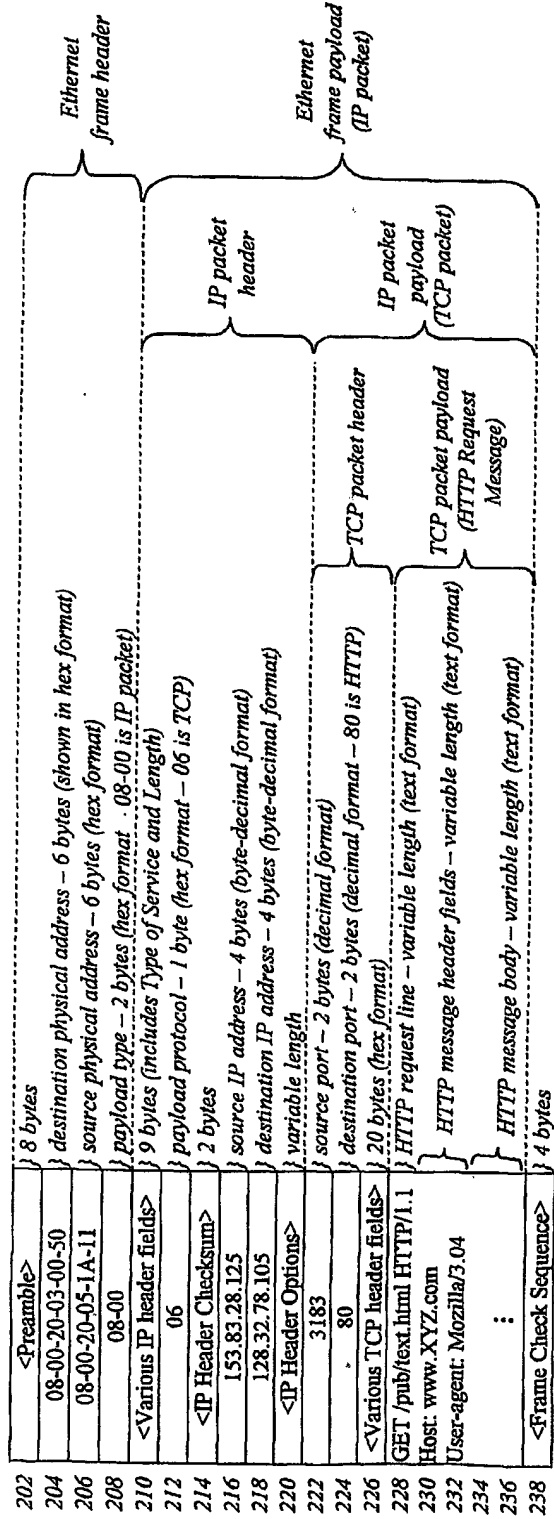 202 <Preamble> } 8 bytes
204 08-00-20-03-00-50 } destination physical address – 6 bytes (shown in hex format)
206 08-00-20-05-1A-11 } source physical address – 6 bytes (hex format)
208 08-00 } payload type – 2 bytes (hex format - 08-00 is IP packet)
Ethernet
frame header
210 <Various IP header fields> } 9 bytes (includes Type of Service and Length)
212 06 } payload protocol – 1 byte (hex format – 06 is TCP)
214 <IP Header Checksum> } 2 bytes
216 153.83.28.125 } source IP address – 4 bytes (byte-decimal format)
218 128.32.78.105 } destination IP address – 4 bytes (byte-decimal format)
220 <IP Header Options> } variable length
IP packet
header
Ethernet
frame payload
(IP packet)
222 3183 } source port – 2 bytes (decimal format)
224 80 } destination port – 2 bytes (decimal format – 80 is HTTP)
226 <Various TCP header fields> } 20 bytes (hex format)
TCP packet header
IP packet
payload
(TCP packet)
228 GET /pub/text.html HTTP/1.1 } HTTP request line – variable length (text format)
230 Host: www.XYZ.com
232 User-agent: Mozilla/3.04
HTTP message header fields – variable length (text format)
234
236 ⋮
HTTP message body – variable length (text format)
TCP packet payload
(HTTP Request
Message)
238 <Frame Check Sequence> } 4 bytes